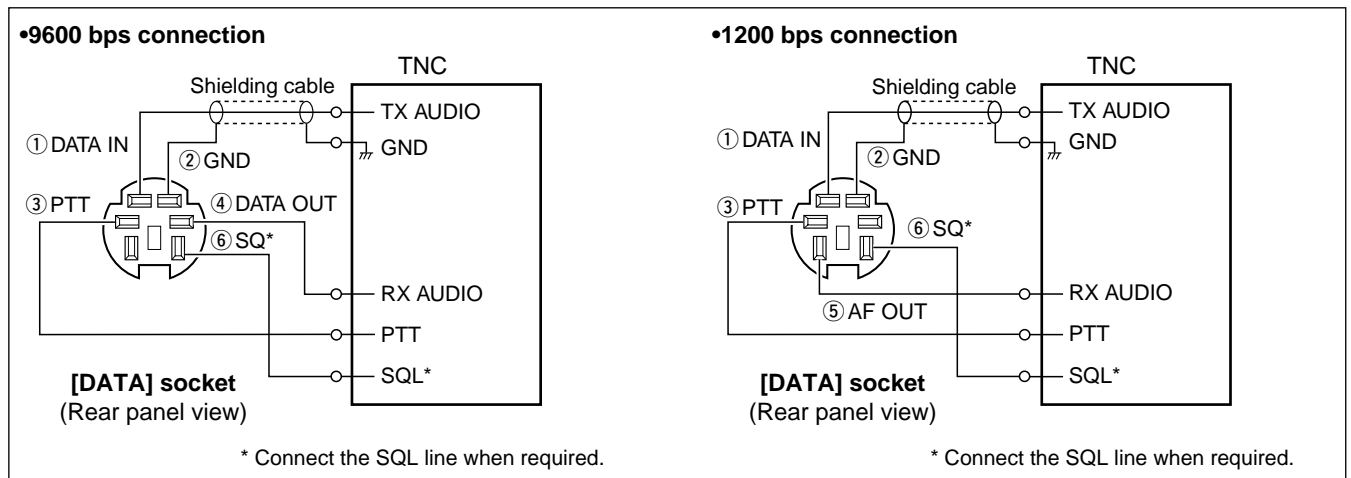 •9600 bps connection
TNC
Shielding cable
TX AUDIO
① DATA IN
GND
② GND
③ PTT
④ DATA OUT
⑥ SQ*
RX AUDIO
PTT
[DATA] socket
SQL*
(Rear panel view)
* Connect the SQL line when required.
•1200 bps connection
TNC
Shielding cable
TX AUDIO
① DATA IN
GND
② GND
③ PTT
⑥ SQ*
RX AUDIO
⑤ AF OUT
PTT
[DATA] socket
SQL*
(Rear panel view)
* Connect the SQL line when required.